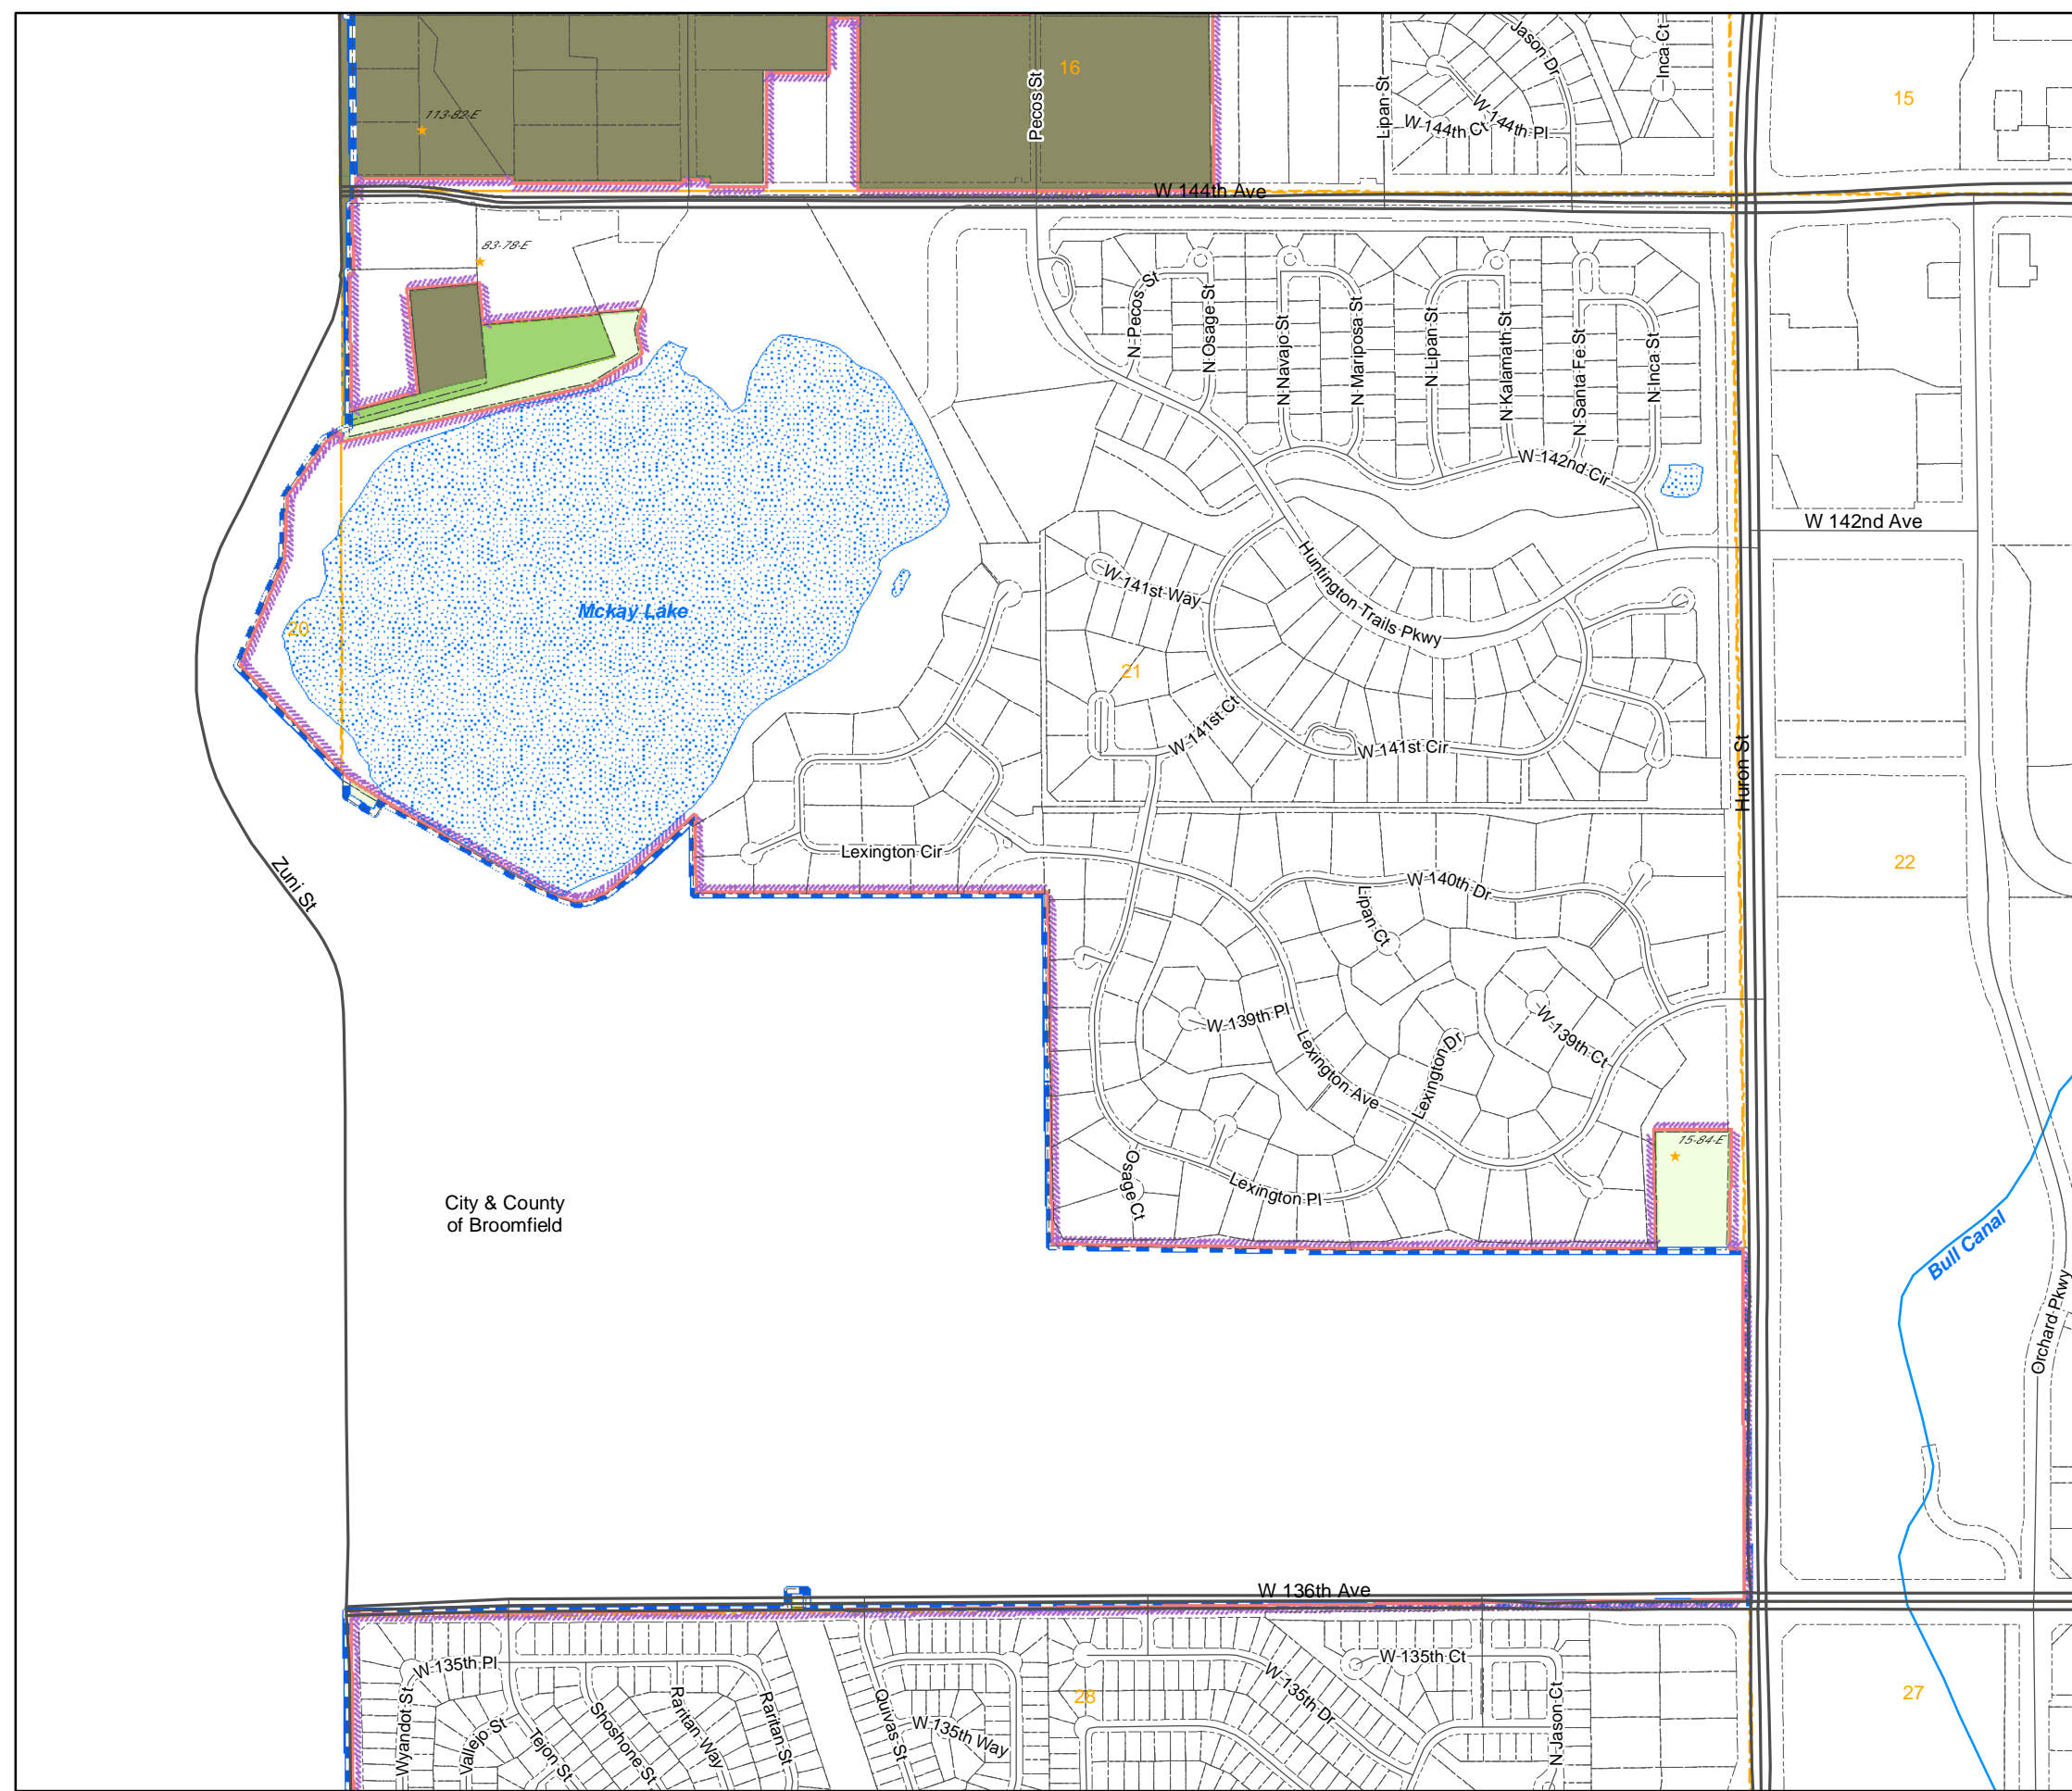 Jason Dr
Inca Ct
16
15
Pecos St
Lipan St
W 144th Pl
W 144th Ct
113-82-E
W 144th Ave
83-78-E
N Pecos St
N Osage St
N Navajo St
N Mariposa St
N Lipan St
N Kalamath St
N Santa Fe St
N Inca St
W 142nd Cir
W 142nd Ave
W 141st Way
Huntington Trails Pkwy
Mckay Lake
20
21
W 141st Ct
W 141st Cir
Huron St
Lexington Cir
22
Zuni St
W 140th Dr
Lipan Ct
W 139th Pl
W 139th Ct
Lexington Ave
Lexington Dr
15-84-E
Osage Ct
Lexington Pl
City & County
of Broomfield
Bull Canal
Orchard Pkwy
W 136th Ave
W 135th Pl
W 135th Ct
W 135th Dr
Wyandot St
Vallejo St
Tejon St
Shoshone St
Raritan Way
Raritan St
Quivas St
W 135th Way
28
N Jason Ct
27